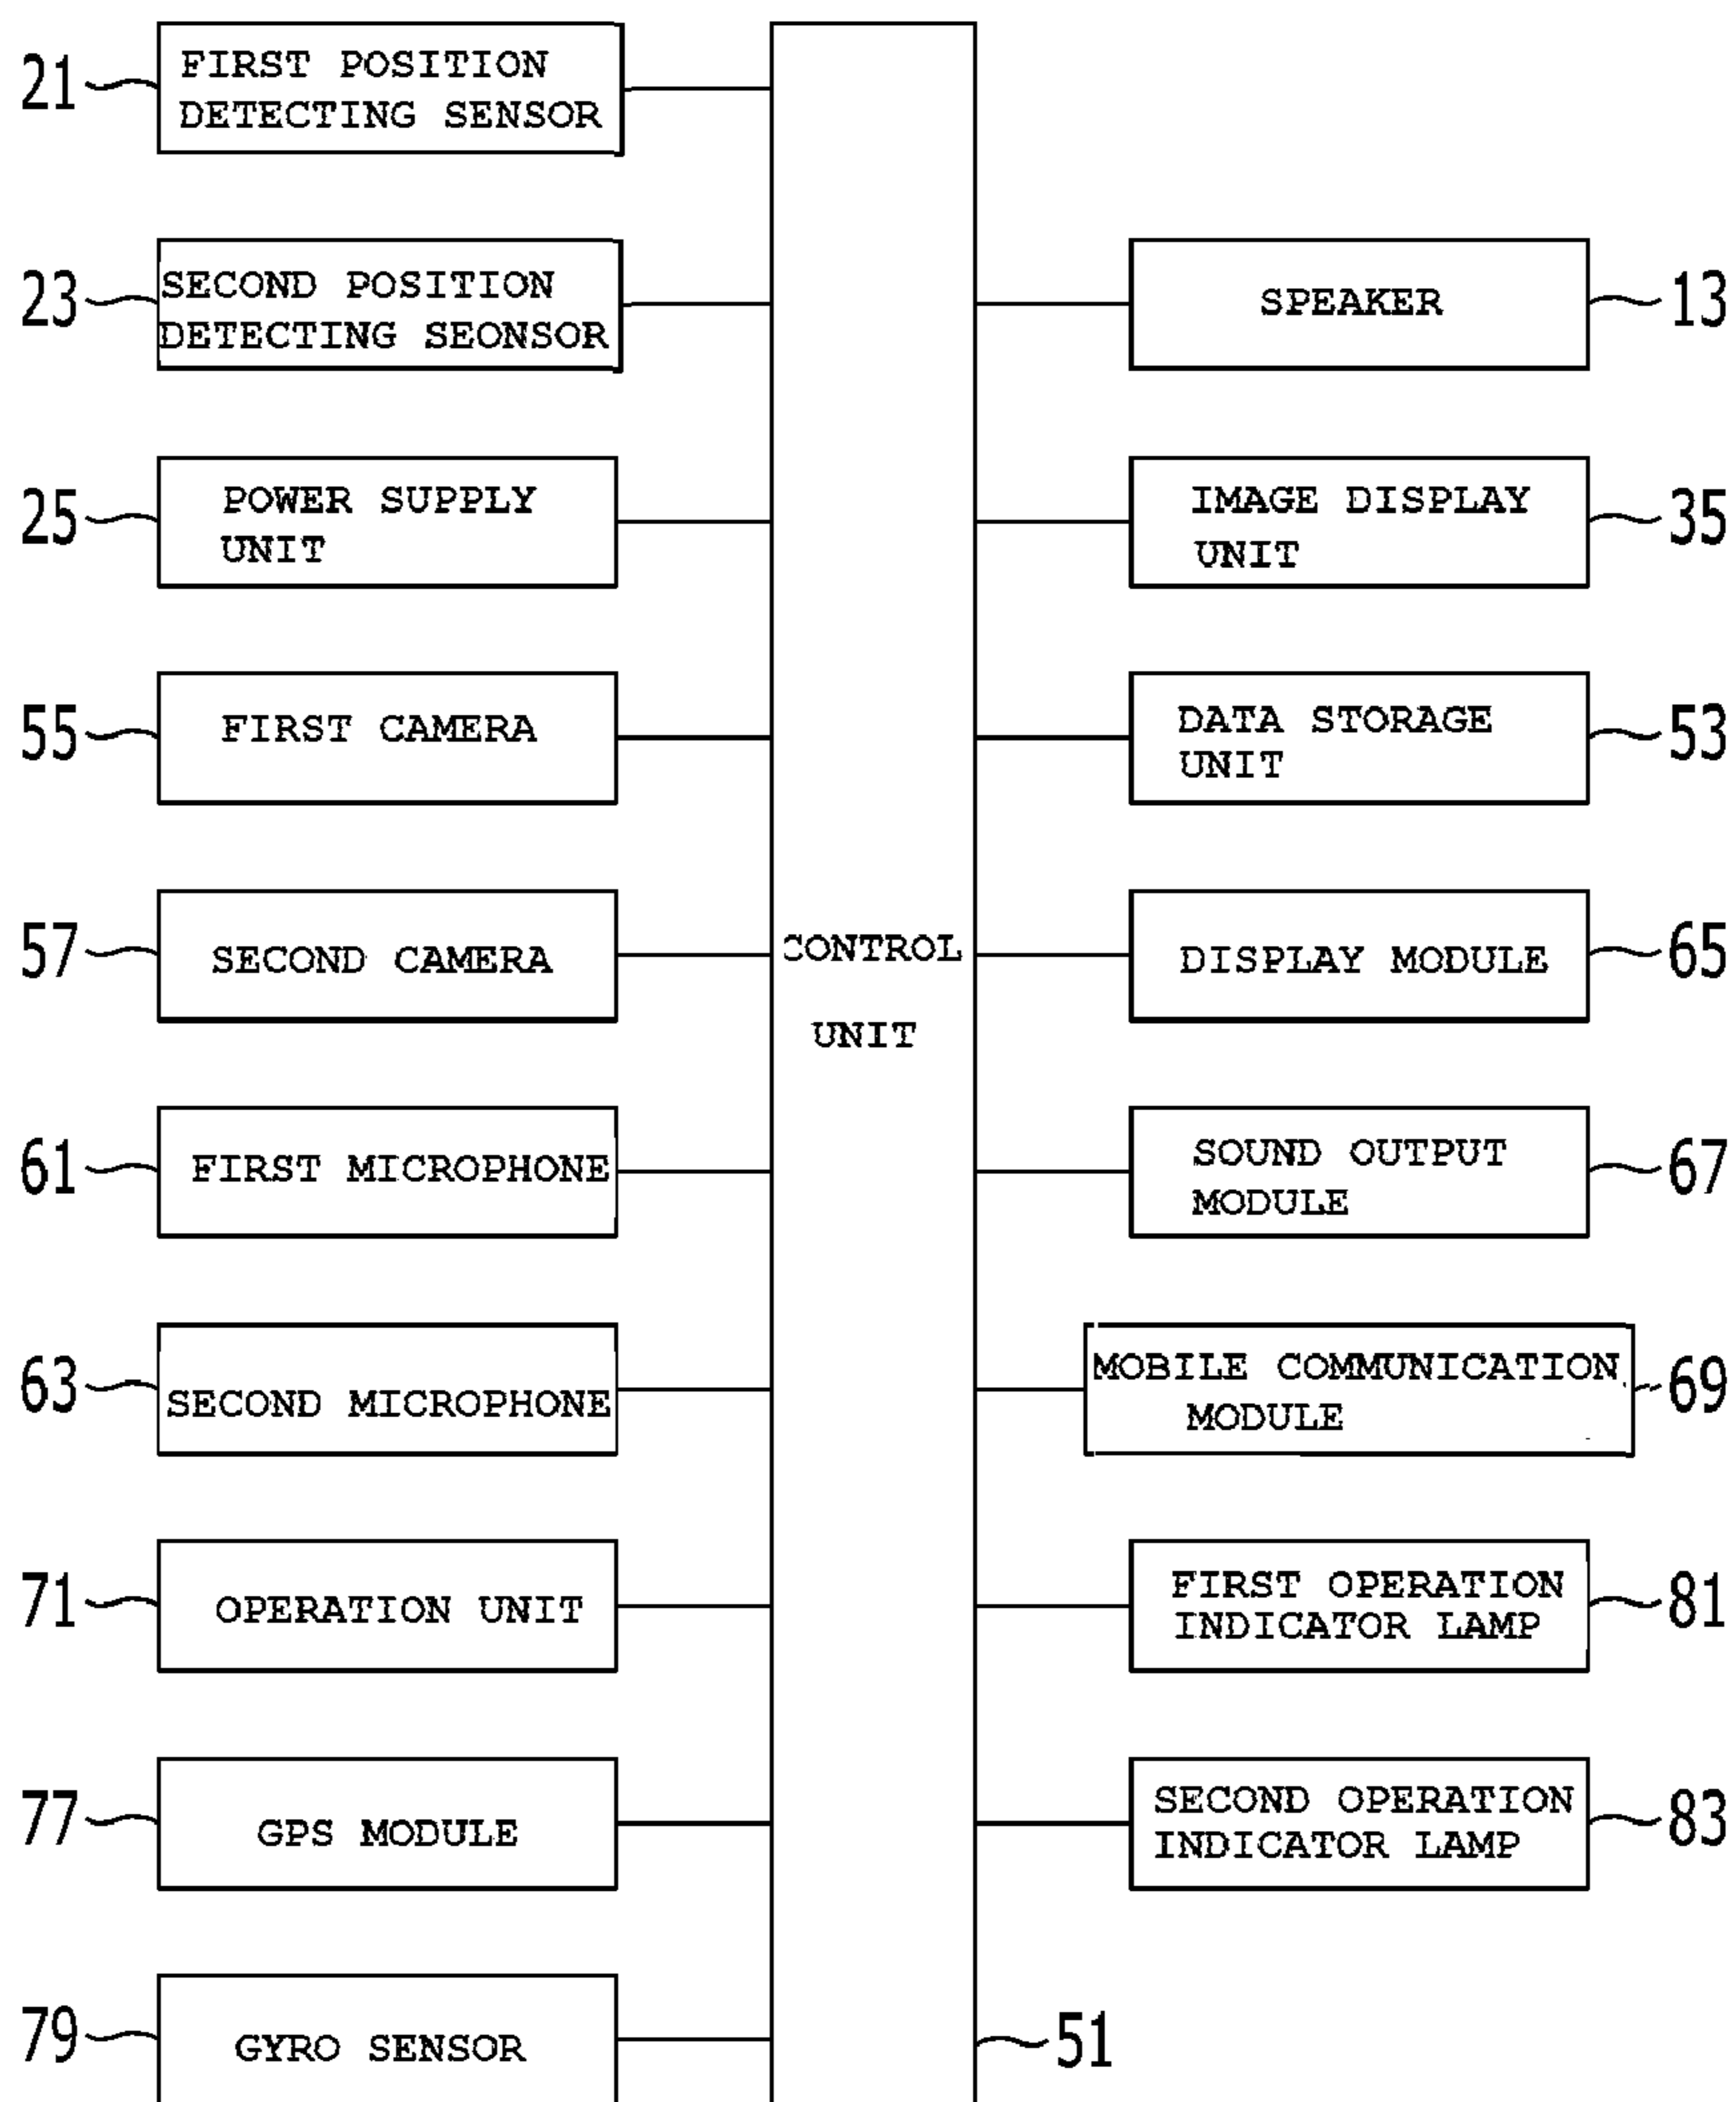 21
FIRST POSITION
DETECTING SENSOR
23
SECOND POSITION
DETECTING SEONSOR
25
POWER SUPPLY
UNIT
55
FIRST CAMERA
57
SECOND CAMERA
61
FIRST MICROPHONE
63
SECOND MICROPHONE
71
OPERATION UNIT
77
GPS MODULE
79
GYRO SENSOR
CONTROL
UNIT
51
SPEAKER
13
IMAGE DISPLAY
UNIT
35
DATA STORAGE
UNIT
53
DISPLAY MODULE
65
SOUND OUTPUT
MODULE
67
MOBILE COMMUNICATION
MODULE
69
FIRST OPERATION
INDICATOR LAMP
81
SECOND OPERATION
INDICATOR LAMP
83